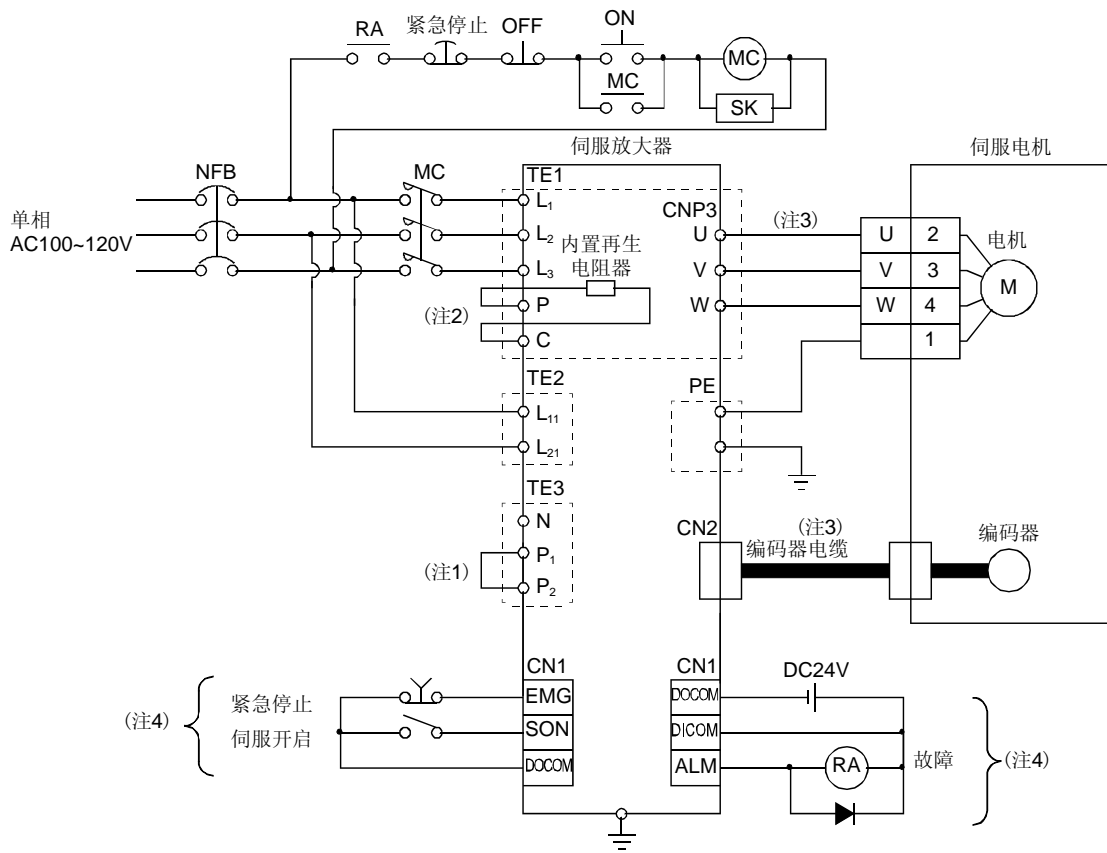 RA
紧急停止
OFF
ON
MC
MC
SK
伺服放大器
伺服电机
NFB
MC
TE1
单相
AC100~120V
L1
L2
L3
P
C
内置再生
电阻器
(注2)
CNP3
U
V
W
(注3)
U 2
V 3
W 4
1
电机
M
TE2
L11
L21
PE
TE3
N
P1
P2
(注1)
CN2
(注3)
编码器电缆
编码器
CN1
EMG
SON
DOCOM
(注4)
紧急停止
伺服开启
CN1
DOCOM
DICOM
ALM
DC24V
RA
故障
(注4)